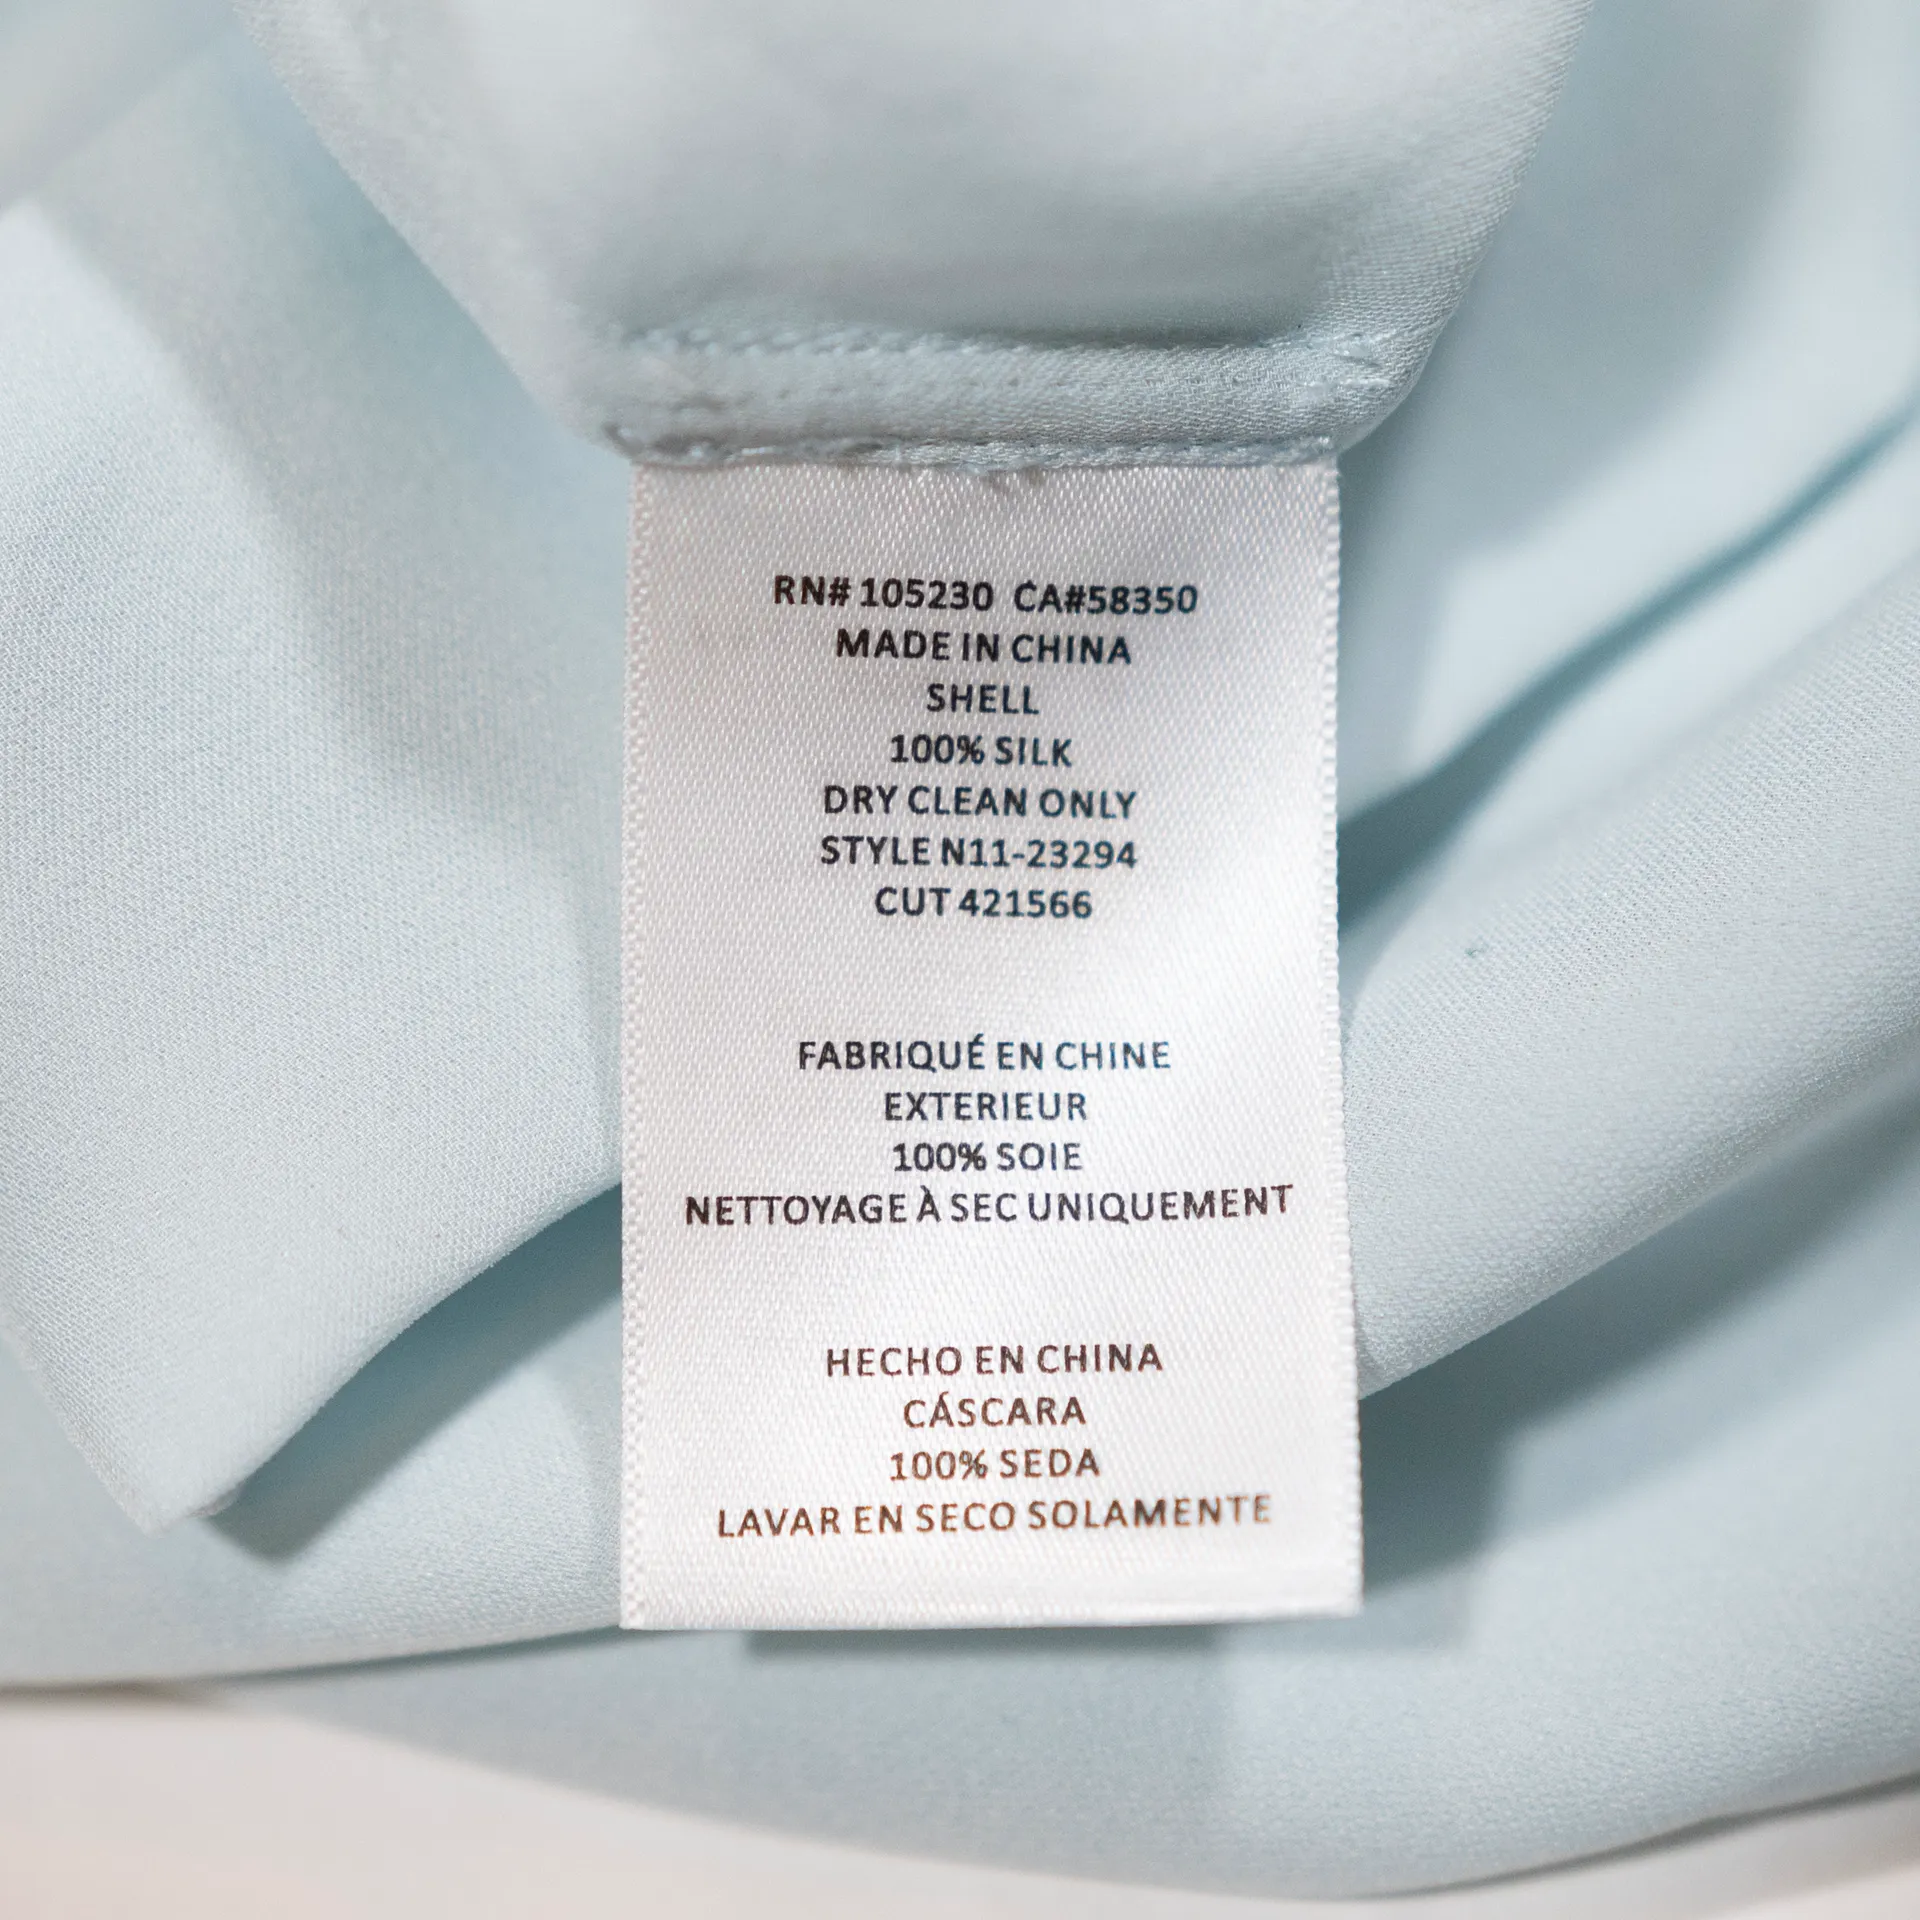 RN# 105230 CA#58350
MADE IN CHINA
SHELL
100% SILK
DRY CLEAN ONLY
STYLE N11-23294
CUT 421566
FABRIQUÉ EN CHINE
EXTERIEUR
100% SOIE
NETTOYAGE À SEC UNIQUEMENT
HECHO EN CHINA
CÁSCARA
100% SEDA
LAVAR EN SECO SOLAMENTE